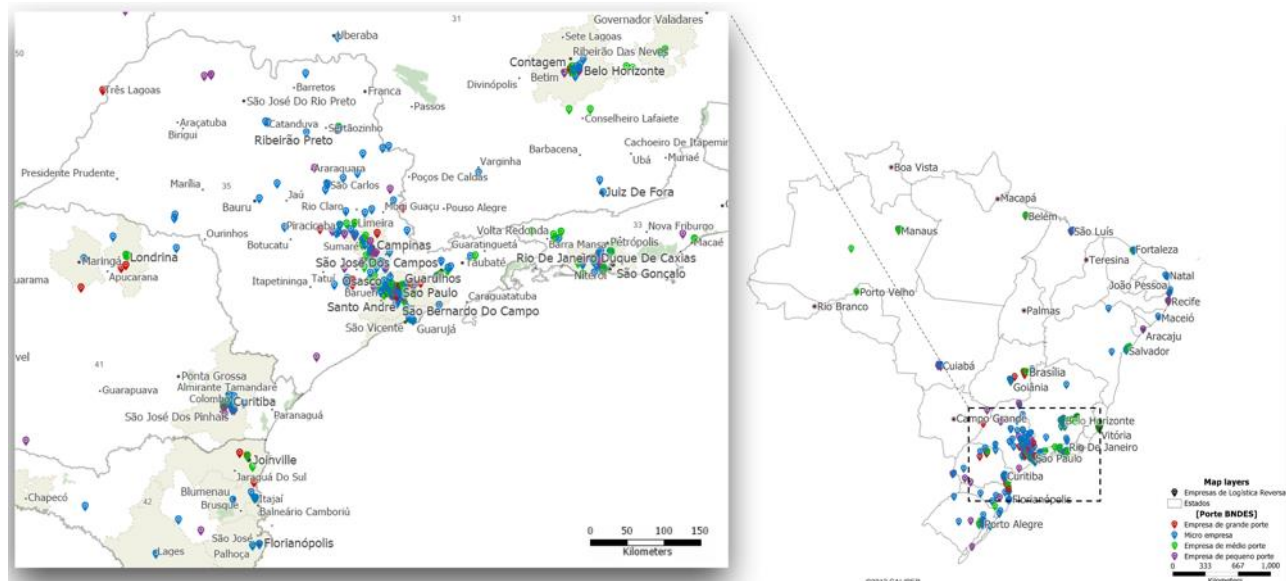 Governador Valadares
31
50
Uberaba
Sete Lagoas
Ribeirão Das Neves
Contagem
Belo Horizonte
Betim
Divinópolis
Três Lagoas
Barretos
Franca
São José Do Rio Preto
Passos
Araçatuba
Birigui
Catanduva
Sertãozinho
Ribeirão Preto
Conselheiro Lafaiete
Barbacena
Cachoeiro De Itapemir
Ubá
Muriaé
Varginha
Presidente Prudente
Araraquara
Poços De Caldas
Marília
35
São Carlos
Juiz De Fora
Bauru
Jaú
Rio Claro
Mogi Guaçu
Pouso Alegre
33
Nova Friburgo
Ourinhos
Piracicaba
Limeira
Volta Redonda
Macaé
Botucatu
Sumaré
Campinas
Guaratinguetá
Barra Mansa
Petrópolis
Londrina
Maringá
Apucarana
uarama
São José Dos Campos
Taubaté
Rio De Janeiro
Duque De Caxias
Niterói
São Gonçalo
Itapetininga
Tatuí
Osasco
Guarulhos
Barueri
São Paulo
Caraguatatuba
Santo André
São Bernardo Do Campo
São Vicente
Guarujá
vel
41
Ponta Grossa
Guarapuava
Almirante Tamandaré
Colombo
Curitiba
São José Dos Pinhais
Paranaguá
Joinville
Jaraguá Do Sul
Chapecó
42
Blumenau
Itajaí
Brusque
Balneário Camboriú
São José
Florianópolis
Lages
Palhoça
0 50 100 150
Kilometers
Boa Vista
Macapá
Belém
Manaus
São Luís
Fortaleza
Teresina
Natal
João Pessoa
Porto Velho
Recife
Rio Branco
Palmas
Maceió
Aracaju
Salvador
Cuiabá
Brasília
Goiânia
Campo Grande
Belo Horizonte
Vitória
Rio De Janeiro
São Paulo
Curitiba
Florianópolis
Porto Alegre
Map layers
Empresas de Logística Reversa
Estados
[Porte BNDES]
Empresa de grande porte
Micro empresa
Empresa de médio porte
Empresa de pequeno porte
0 333 667 1,000